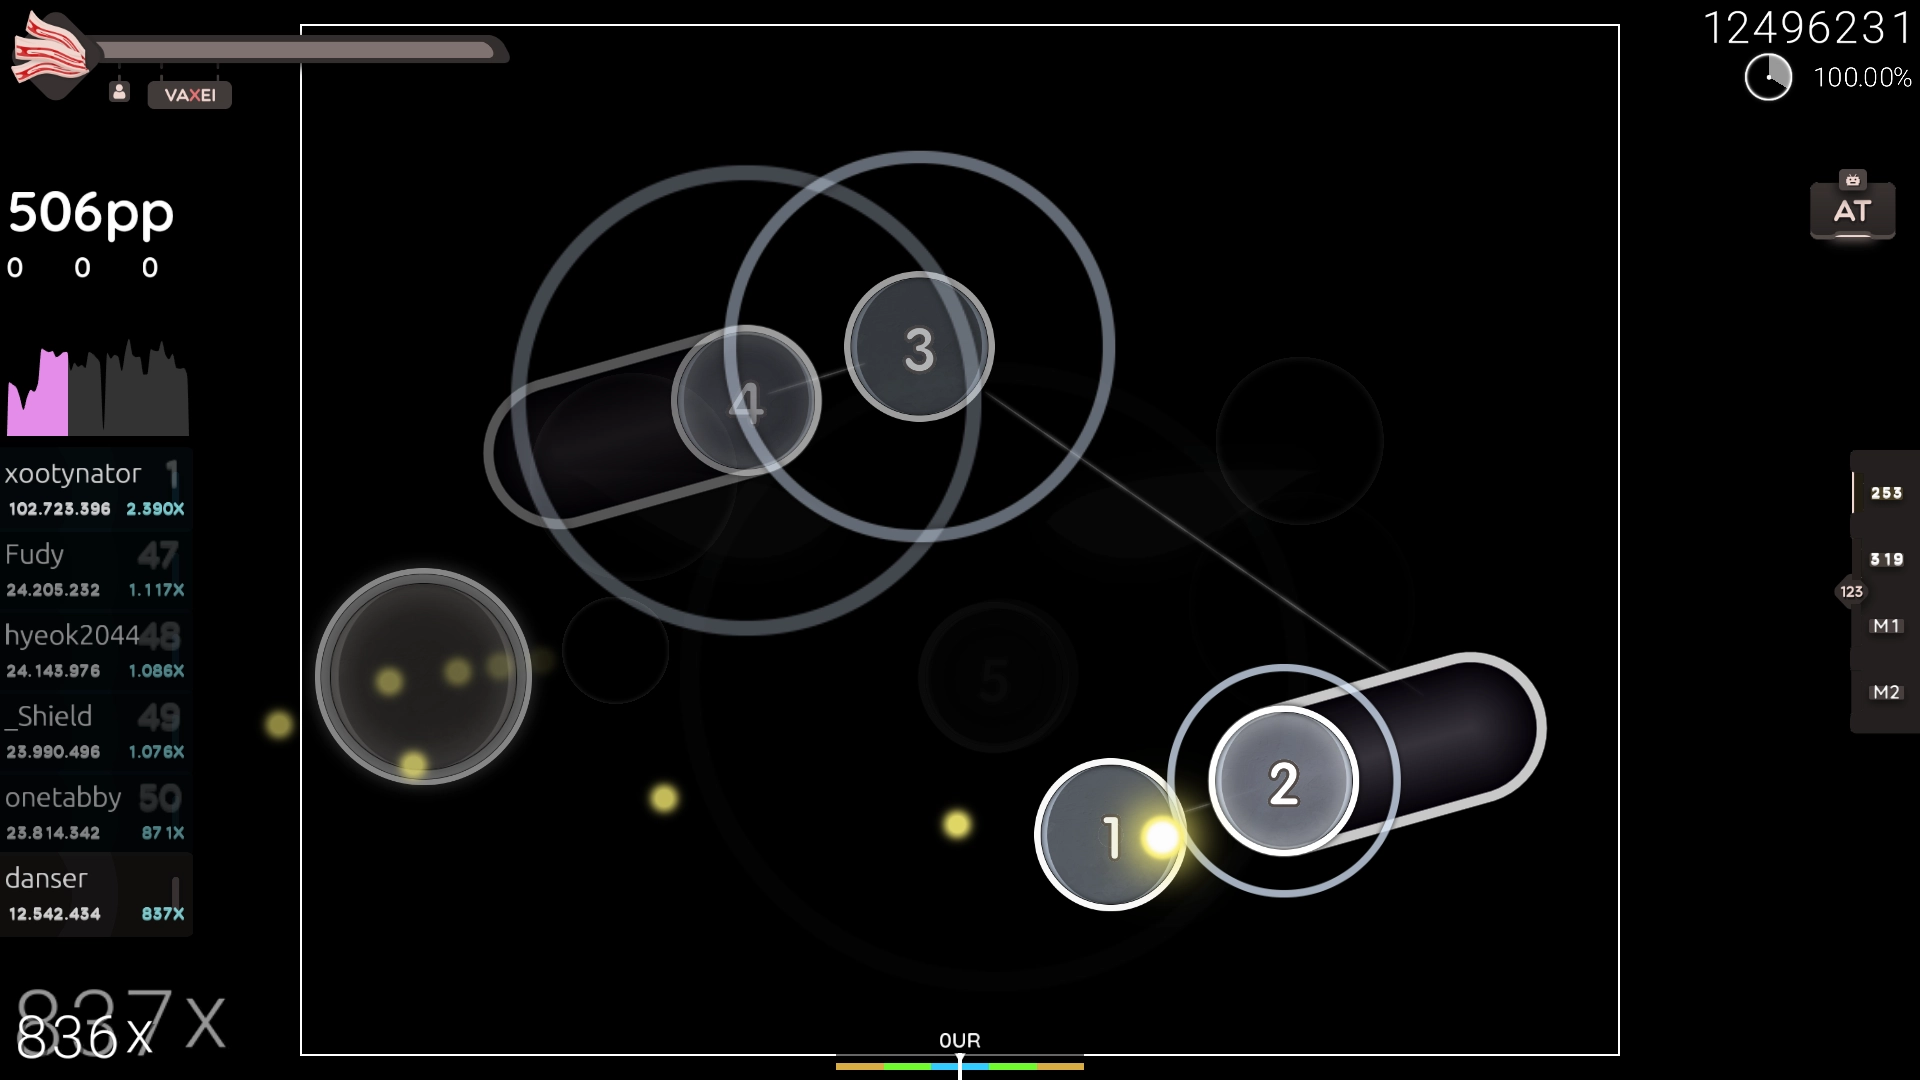 12496231
100.00%
VAXEI
AT
506pp
0 0 0
xootynator 1
102.723.396 2.390X
Fudy 47
24.205.232 1.117X
hyeok2044 48
24.143.976 1.086X
_Shield 49
23.990.496 1.076X
onetabby 50
23.814.342 871X
danser
12.542.434 837X
837x
836x
3
4
5
2
1
253
319
123
M1
M2
0UR